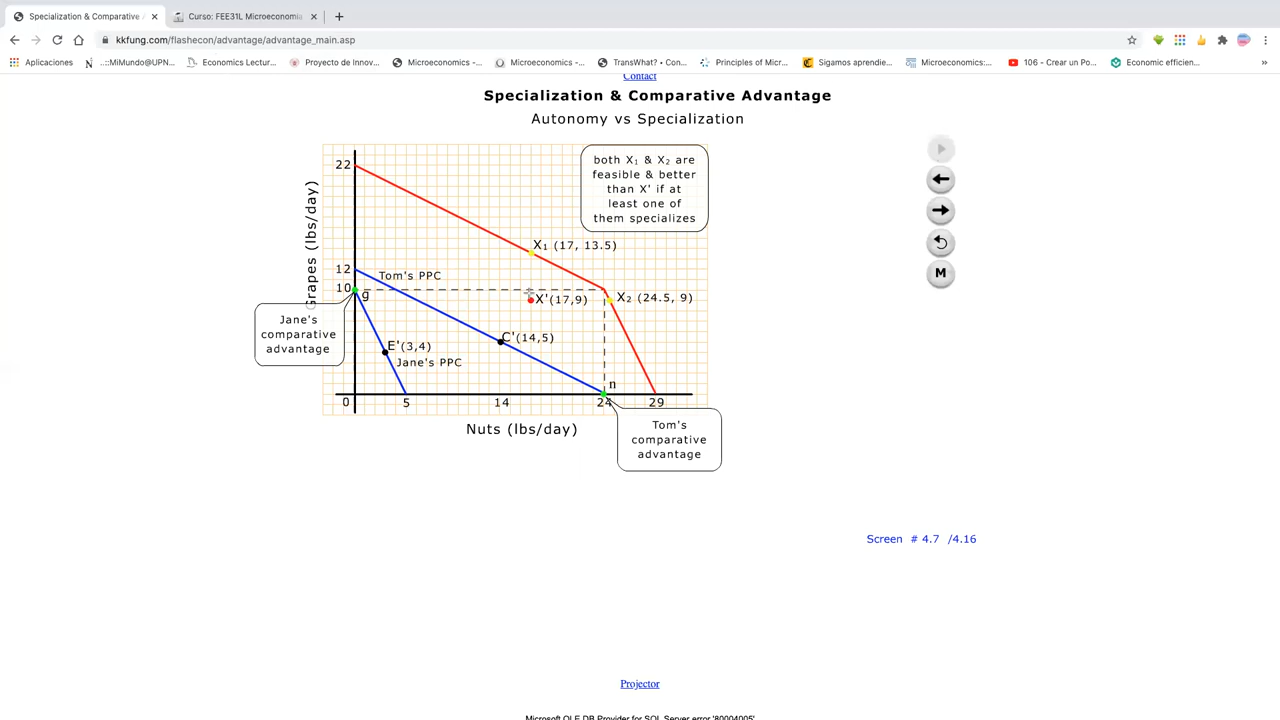 Specialization & Comparative A
Curso: FEE31L Microeconomia
kkfung.com/flashecon/advantage/advantage_main.asp
Aplicaciones
..::MiMundo@UPN...
Economics Lectur...
Proyecto de Innov...
Microeconomics -...
Microeconomics -...
TransWhat? - Con...
Principles of Micr...
Sigamos aprendie...
Microeconomics:...
106 - Crear un Po...
Economic efficien...
»
Contact
Specialization & Comparative Advantage
Autonomy vs Specialization
both X₁ & X₂ are
feasible & better
than X' if at
least one of
them specializes
22
X₁ (17, 13.5)
12
Tom's PPC
10
g
X'(17,9)
X₂ (24.5, 9)
Grapes (lbs/day)
Jane's
comparative
advantage
C'(14,5)
E'(3,4)
Jane's PPC
n
0
5
14
24
29
Nuts (lbs/day)
Tom's
comparative
advantage
M
Screen # 4.7 /4.16
Projector
Microsoft OLE DB Provider for SQL Server error '80004005'